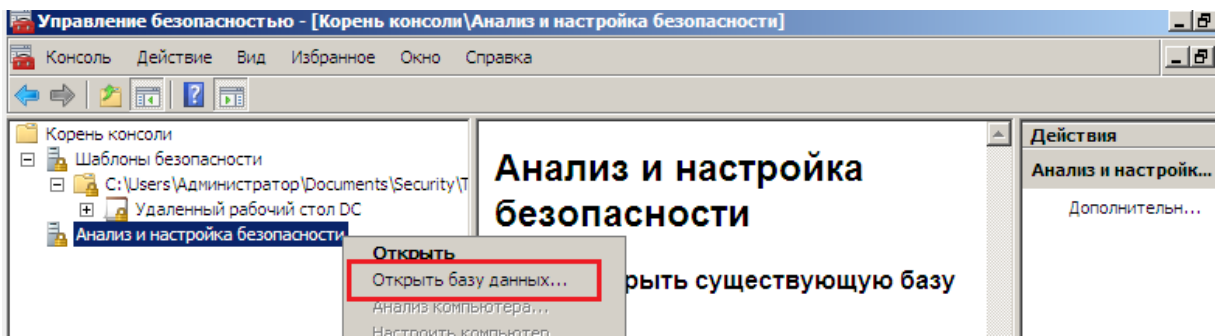 Управление безопасностью - [Корень консоли\Анализ и настройка безопасности]
Консоль Действие Вид Избранное Окно Справка
Корень консоли
Шаблоны безопасности
C:\Users\Администратор\Documents\Security\T
Удаленный рабочий стол DC
Анализ и настройка безопасности
Открыть
Открыть базу данных...
Анализ компьютера...
Настроить компьютер
Анализ и настройка
безопасности
рыть существующую базу
Действия
Анализ и настройк...
Дополнительн...